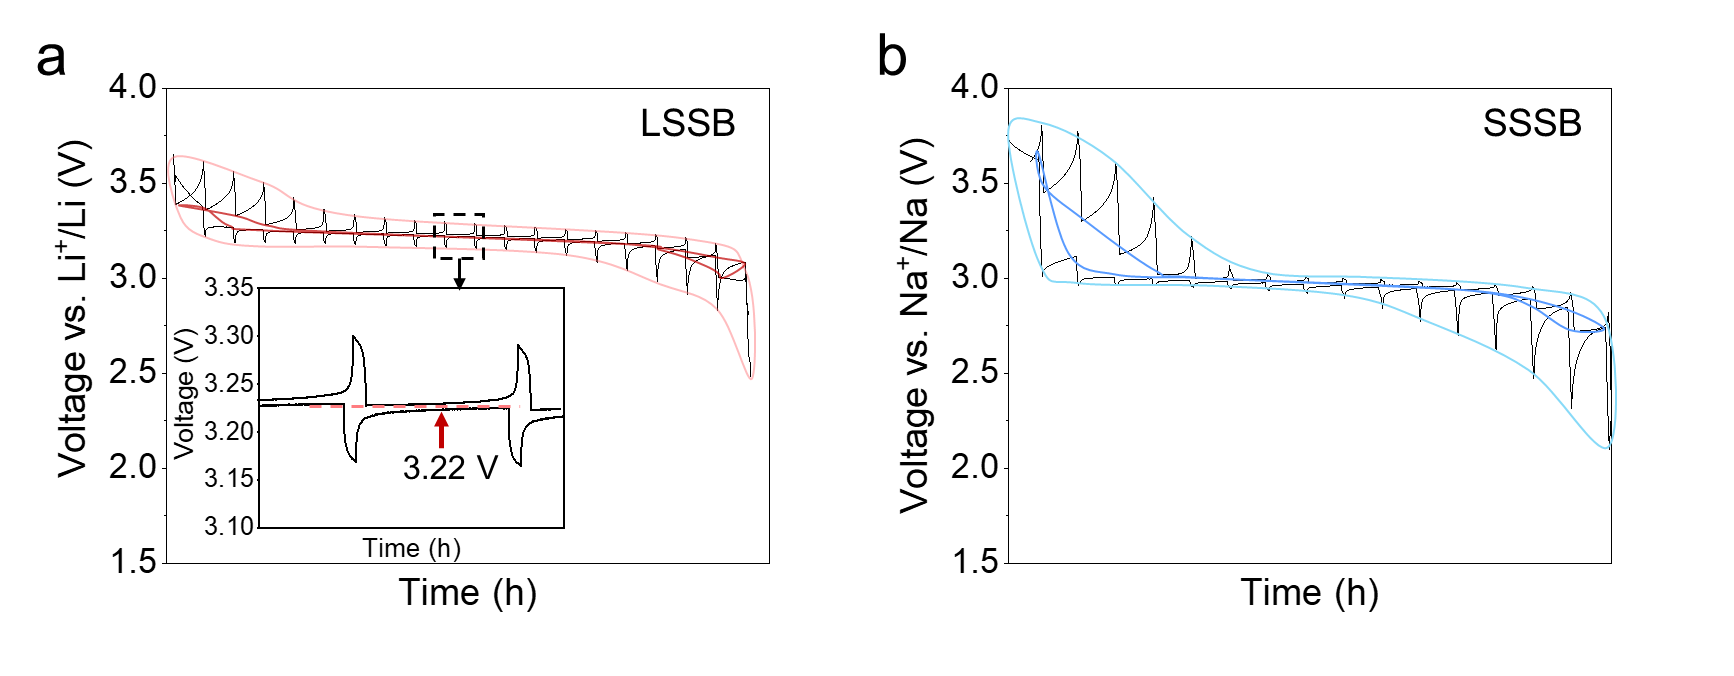 a
LSSB
Voltage vs. Li⁺/Li (V)
4.0
3.5
3.0
2.5
2.0
1.5
Time (h)
Voltage (V)
3.35
3.30
3.25
3.20
3.15
3.10
3.22 V
Time (h)
b
SSSB
Voltage vs. Na⁺/Na (V)
4.0
3.5
3.0
2.5
2.0
1.5
Time (h)